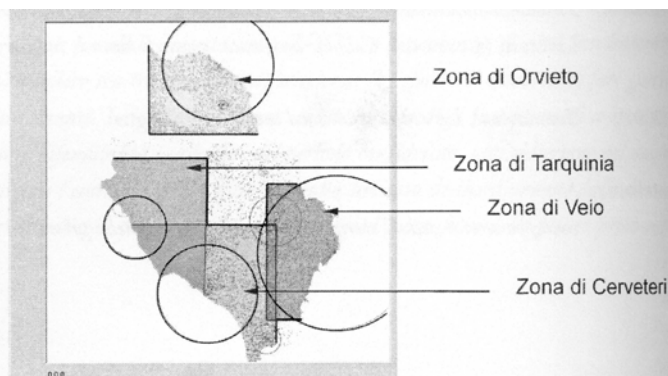 Zona di Orvieto
Zona di Tarquinia
Zona di Veio
Zona di Cerveteri